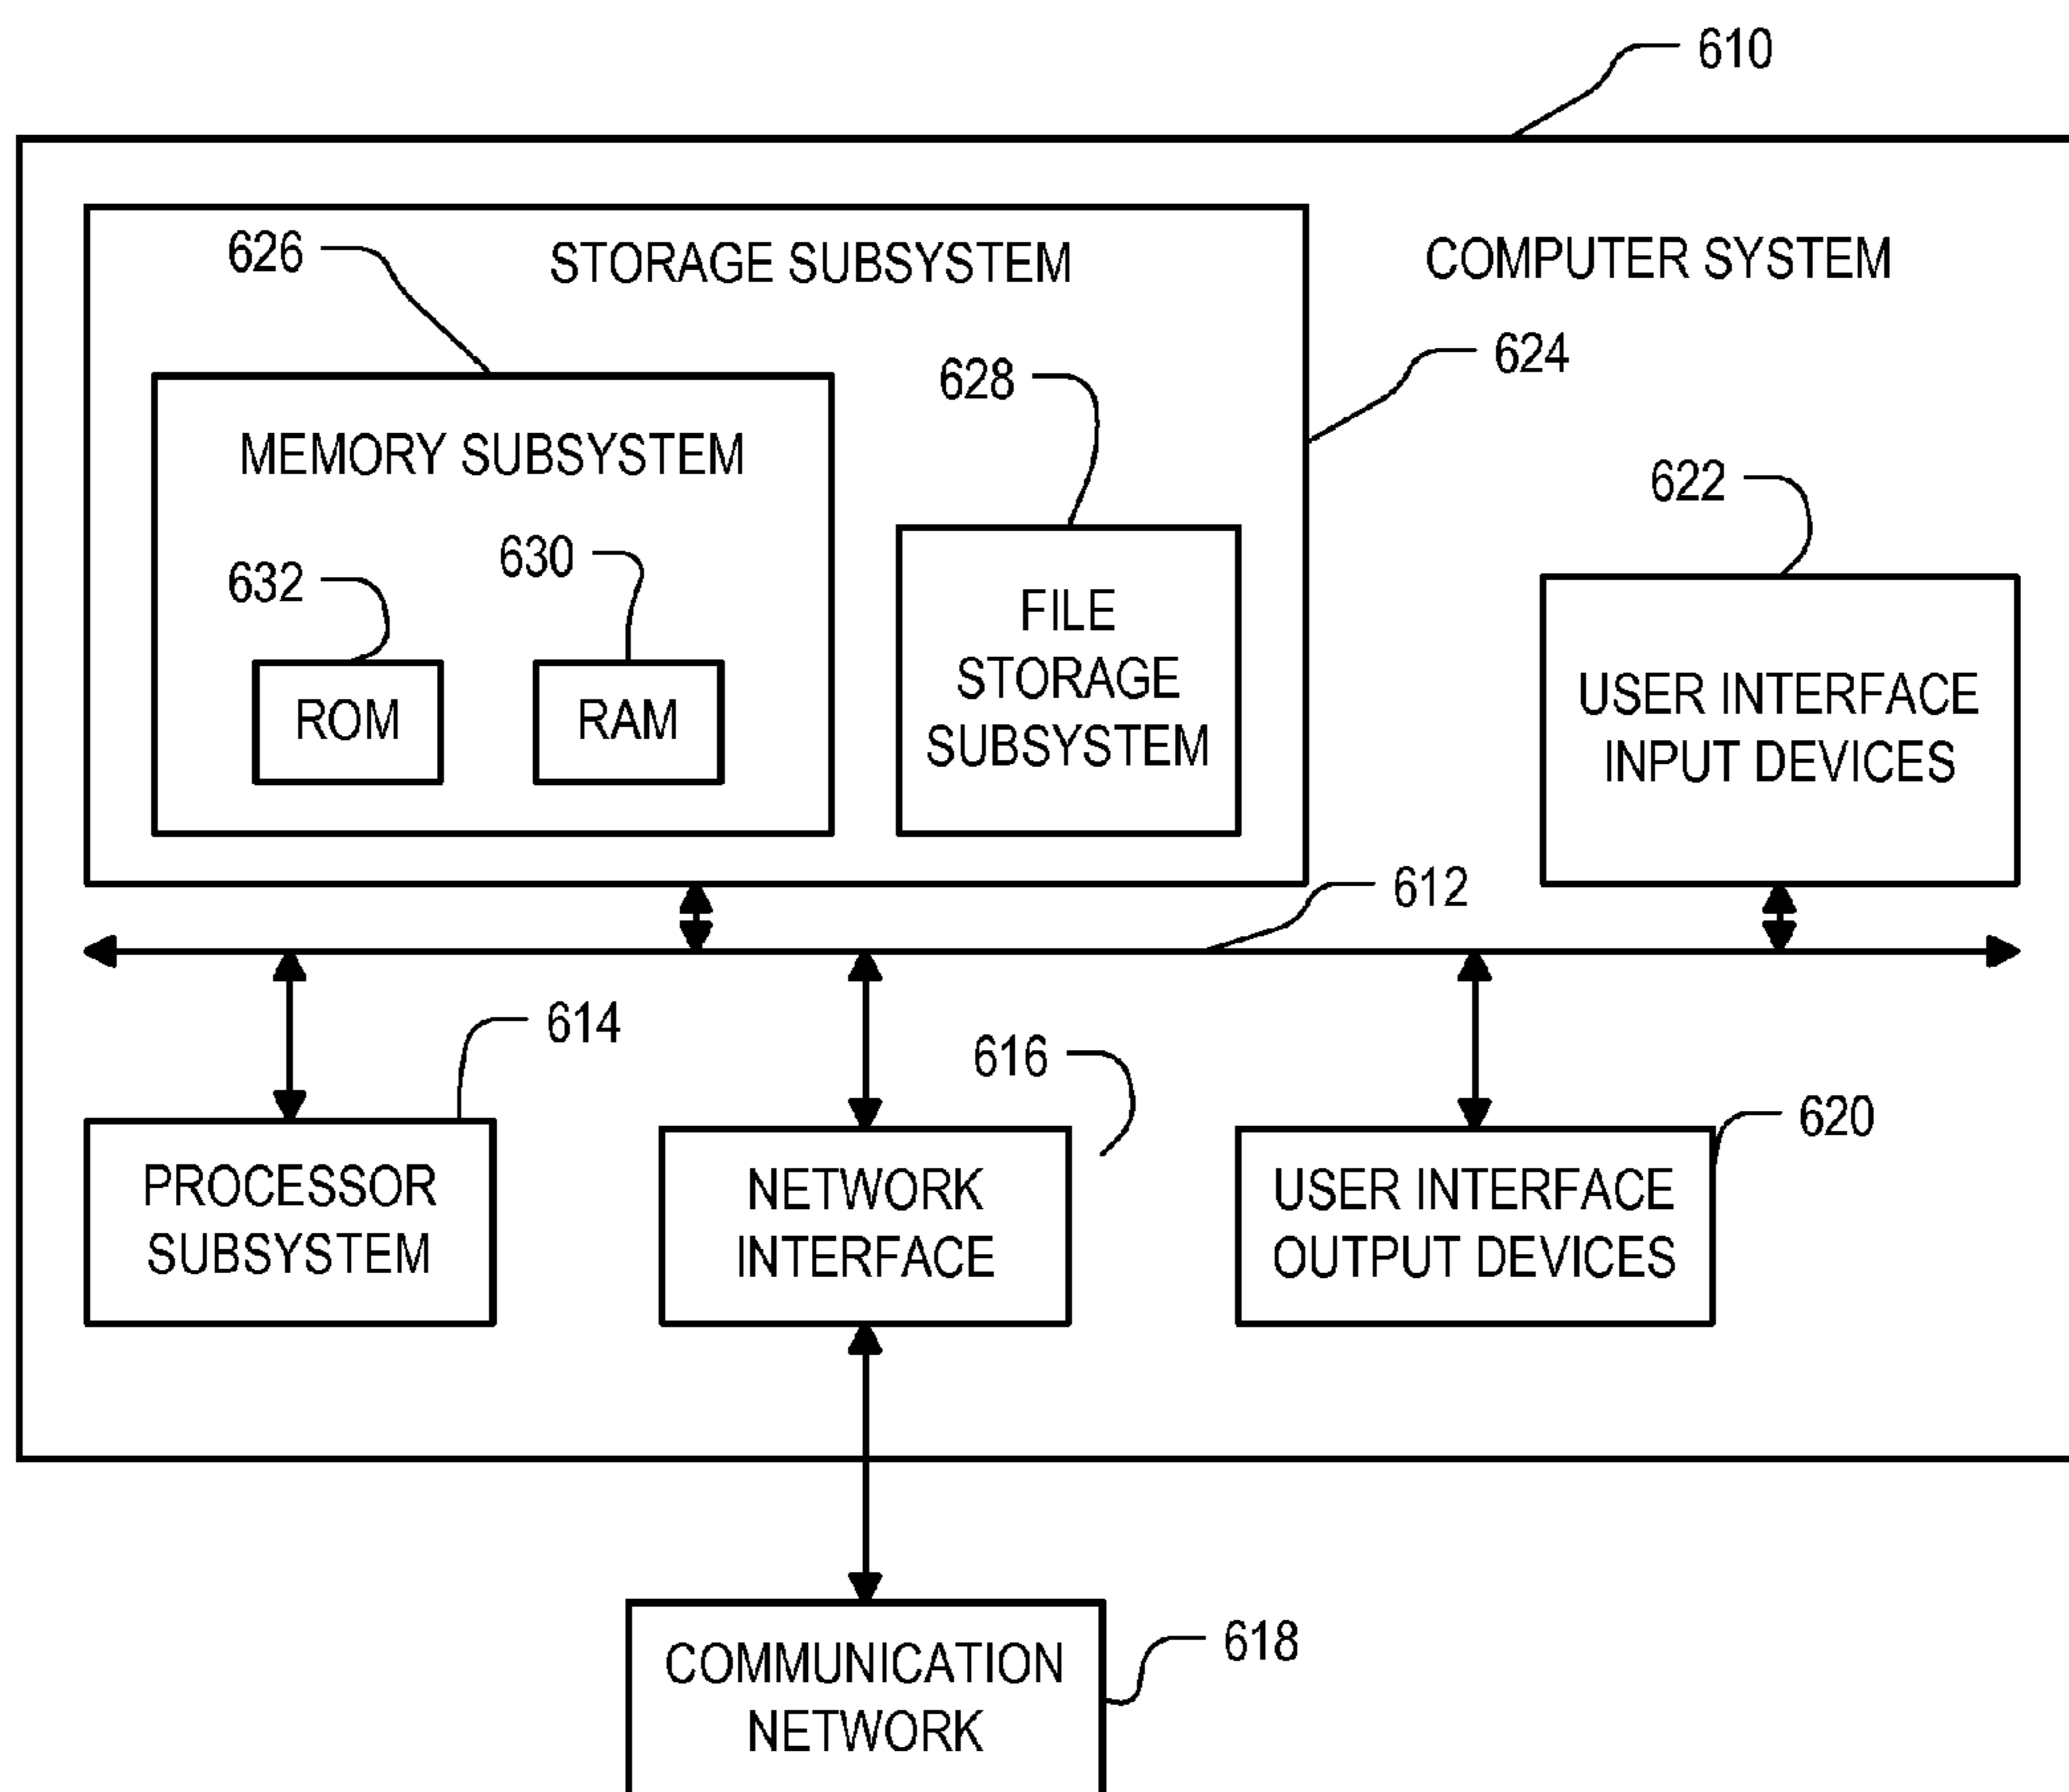 610
626
STORAGE SUBSYSTEM
COMPUTER SYSTEM
624
628
MEMORY SUBSYSTEM
622
630
632
FILE
STORAGE
SUBSYSTEM
ROM
RAM
USER INTERFACE
INPUT DEVICES
612
614
616
620
PROCESSOR
SUBSYSTEM
NETWORK
INTERFACE
USER INTERFACE
OUTPUT DEVICES
618
COMMUNICATION
NETWORK